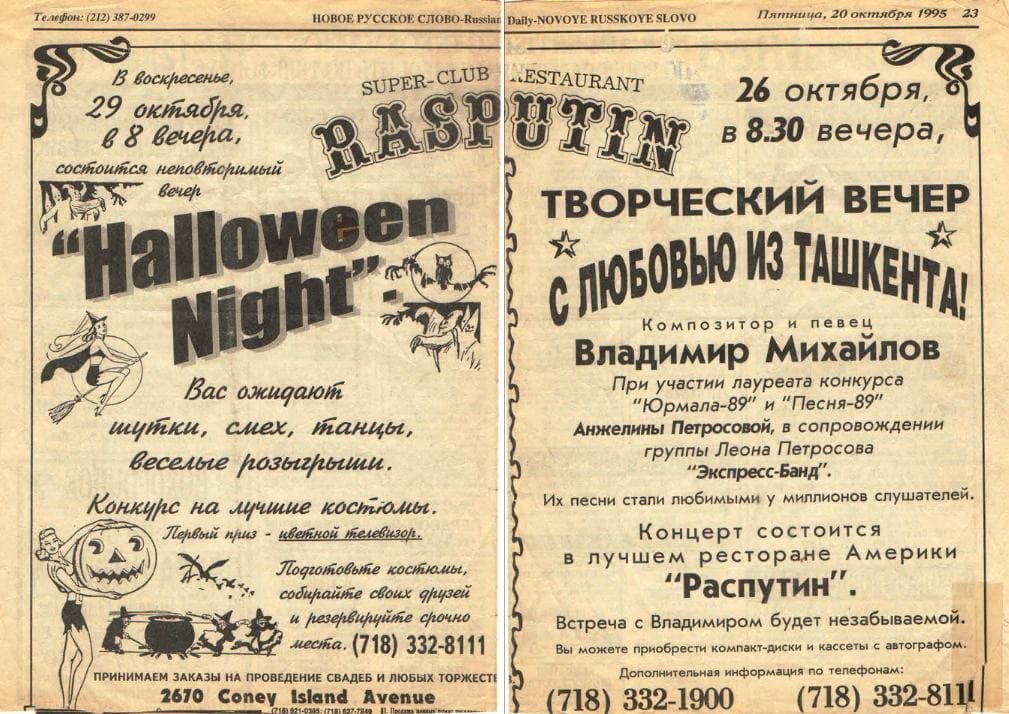 Телефон: (212) 387-0299
НОВОЕ РУССКОЕ СЛОВО-Russian Daily-NOVOYE RUSSKOYE SLOVO
Пятница, 20 октября 1995 23
SUPER-CLUB RESTAURANT
RASPUTIN
В воскресенье,
29 октября,
в 8 вечера,
состоится неповторимый
вечер
“Halloween
Night”.
Вас ожидают
шутки, смех, танцы,
веселые розыгрыши.
Конкурс на лучшие костюмы.
Первый приз - цветной телевизор.
Подготовьте костюмы,
собирайте своих друзей
и резервируйте срочно
места. (718) 332-8111
ПРИНИМАЕМ ЗАКАЗЫ НА ПРОВЕДЕНИЕ СВАДЕБ И ЛЮБЫХ ТОРЖЕСТ
2670 Coney Island Avenue
26 октября,
в 8.30 вечера,
ТВОРЧЕСКИЙ ВЕЧЕР
С ЛЮБОВЬЮ ИЗ ТАШКЕНТА!
Композитор и певец
Владимир Михайлов
При участии лауреата конкурса
"Юрмала-89" и "Песня-89"
Анжелины Петросовой, в сопровождении
группы Леона Петросова
"Экспресс-Банд".
Их песни стали любимыми у миллионов слушателей.
Концерт состоится
в лучшем ресторане Америки
"Распутин".
Встреча с Владимиром будет незабываемой.
Вы можете приобрести компакт-диски и кассеты с автографом.
Дополнительная информация по телефонам:
(718) 332-1900 (718) 332-8111